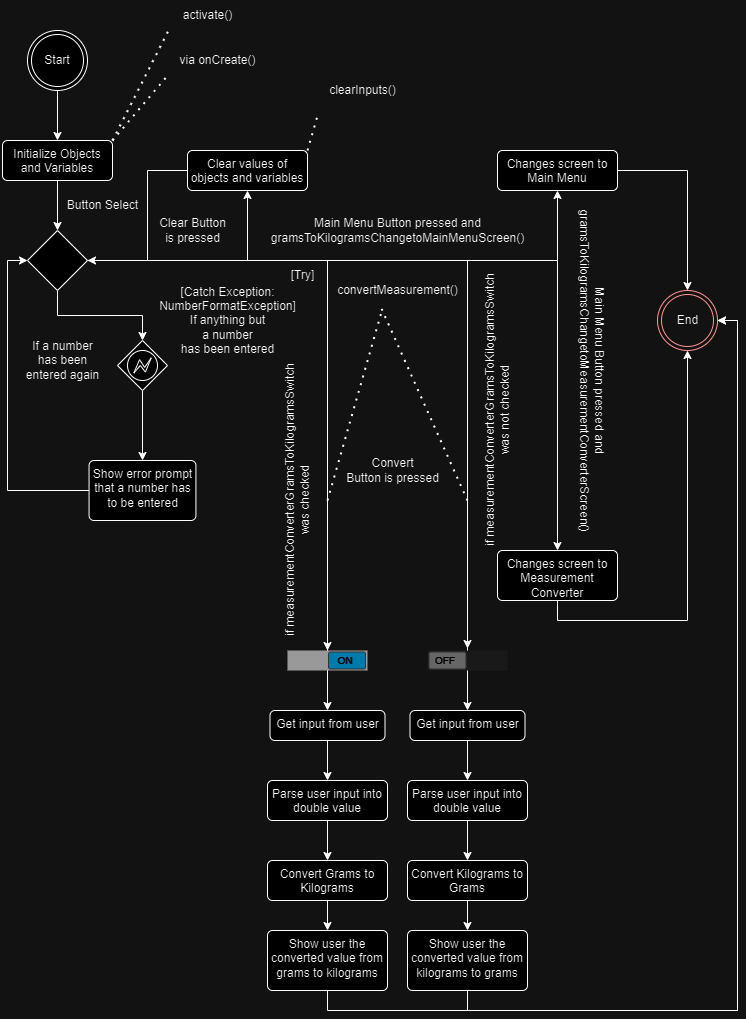 activate()
Start
via onCreate()
clearInputs()
Initialize Objects
and Variables
Clear values of
objects and variables
Changes screen to
Main Menu
Button Select
Clear Button
is pressed
Main Menu Button pressed and
gramsToKilogramsChangetoMainMenuScreen()
[Try]
[Catch Exception:
NumberFormatException]
If anything but
a number
has been entered
convertMeasurement()
if measurementConverterGramsToKilogramsSwitch
was not checked
Main Menu Button pressed and
gramsToKilogramsChangetoMeasurementConverterScreen()
End
If a number
has been
entered again
if measurementConverterGramsToKilogramsSwitch
was checked
Convert
Button is pressed
Show error prompt
that a number has
to be entered
Changes screen to
Measurement
Converter
ON
OFF
Get input from user
Get input from user
Parse user input into
double value
Parse user input into
double value
Convert Grams to
Kilograms
Convert Kilograms to
Grams
Show user the
converted value from
grams to kilograms
Show user the
converted value from
kilograms to grams